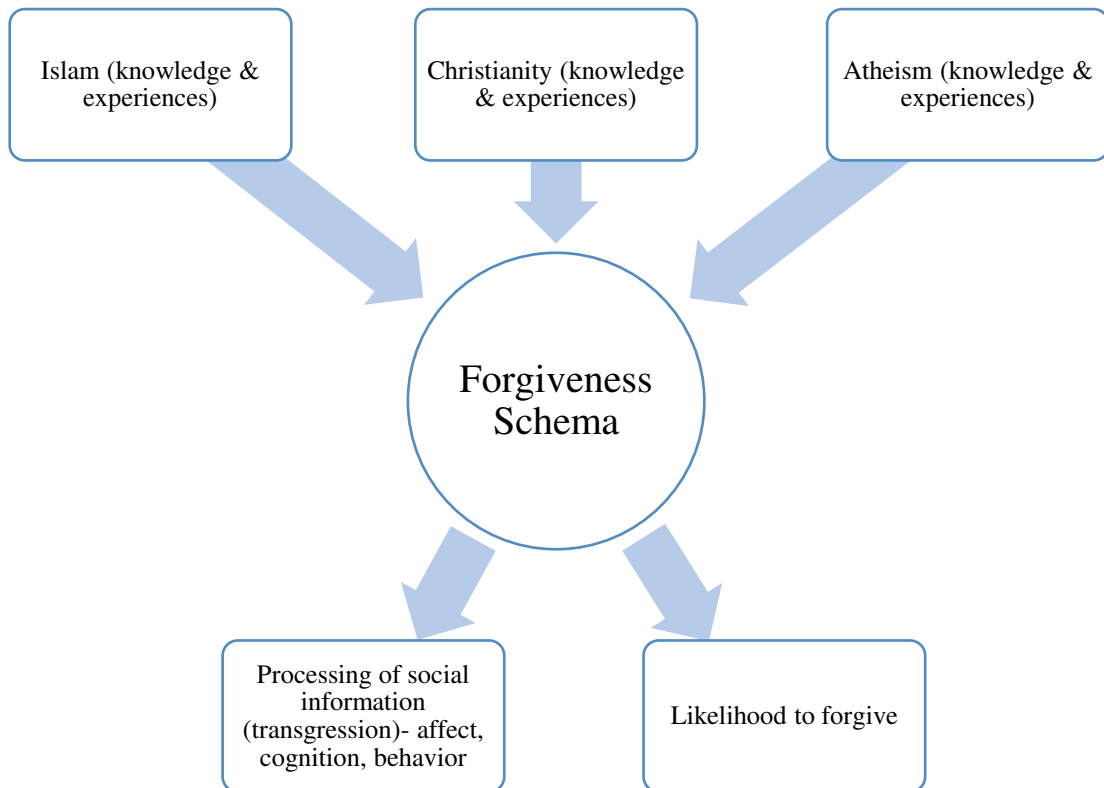 Islam (knowledge &
experiences)
Christianity (knowledge
& experiences)
Atheism (knowledge &
experiences)
Forgiveness
Schema
Processing of social
information
(transgression)- affect,
cognition, behavior
Likelihood to forgive